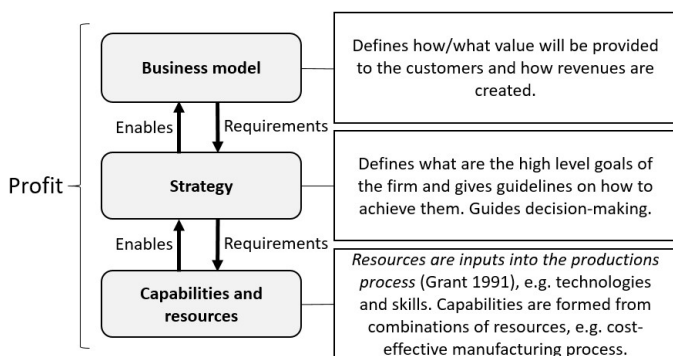 Business model
Defines how/what value will be provided
to the customers and how revenues are
created.
Enables
Requirements
Profit
Strategy
Defines what are the high level goals of
the firm and gives guidelines on how to
achieve them. Guides decision-making.
Enables
Requirements
Capabilities and
resources
Resources are inputs into the productions
process (Grant 1991), e.g. technologies
and skills. Capabilities are formed from
combinations of resources, e.g. cost-
effective manufacturing process.